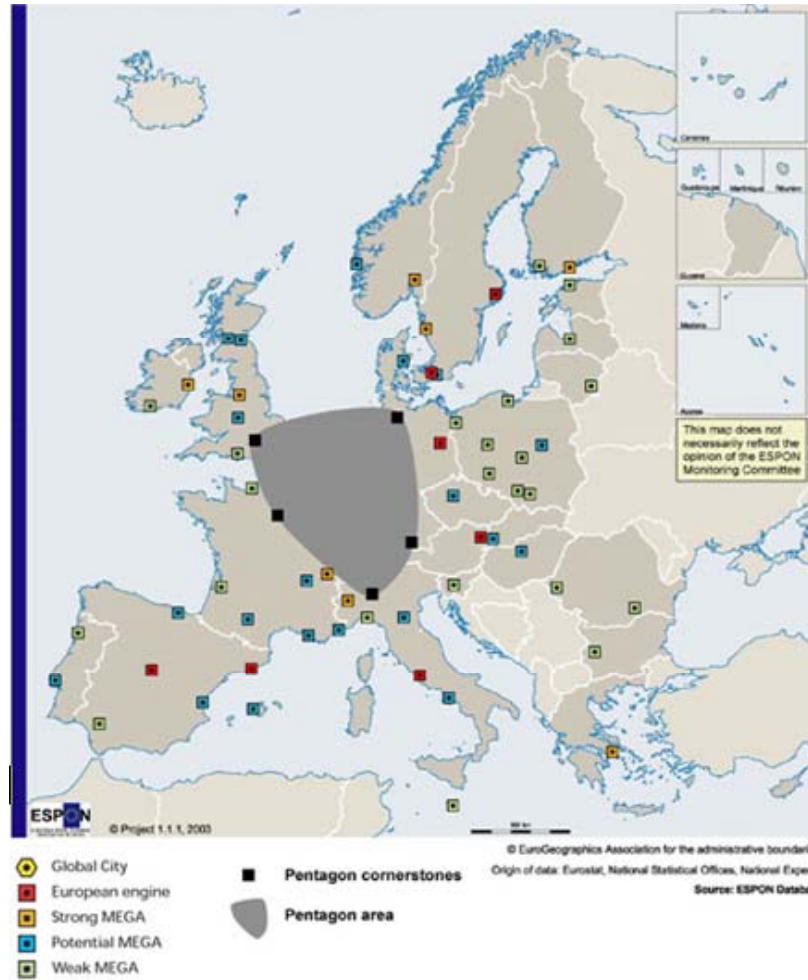 Canaries
Guadeloupe
Martinique
Réunion
Guyane
Madeira
Azores
This map does not
necessarily reflect the
opinion of the ESPON
Monitoring Committee
ESPON
© Project 1.1.1, 2003
© EuroGeographics Association for the administrative boundari
Origin of data: Eurostat, National Statistical Offices, National Expe
Source: ESPON Databa
Global City
European engine
Strong MEGA
Potential MEGA
Weak MEGA
Pentagon cornerstones
Pentagon area